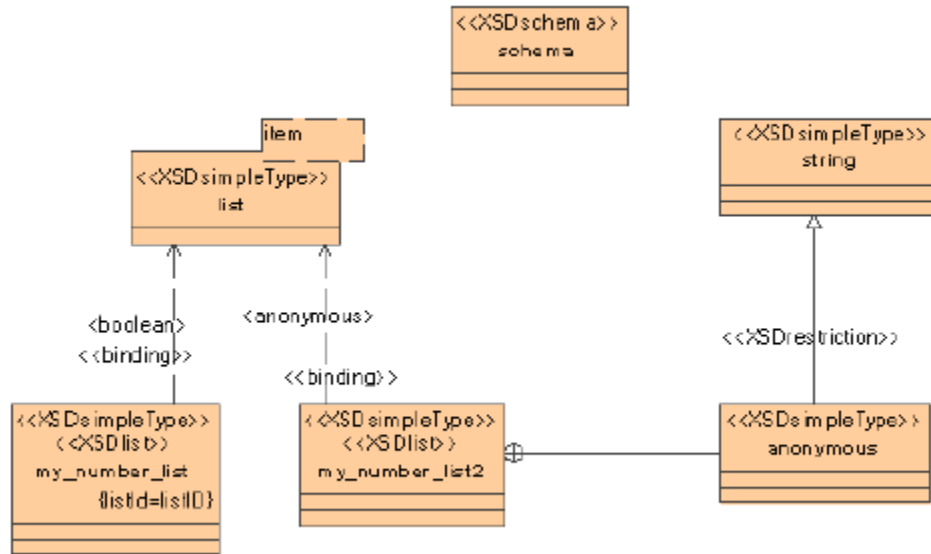 <<XSDschema>>
schema
item
<<XSDsimpleType>>
list
<<XSDsimpleType>>
string
<boolean>
<<binding>>
<anonymous>
<<binding>>
<<XSDrestriction>>
<<XSDsimpleType>>
<<XSDlist>>
my_number_list
{listId=listID}
<<XSDsimpleType>>
<<XSDlist>>
my_number_list2
<<XSDsimpleType>>
anonymous